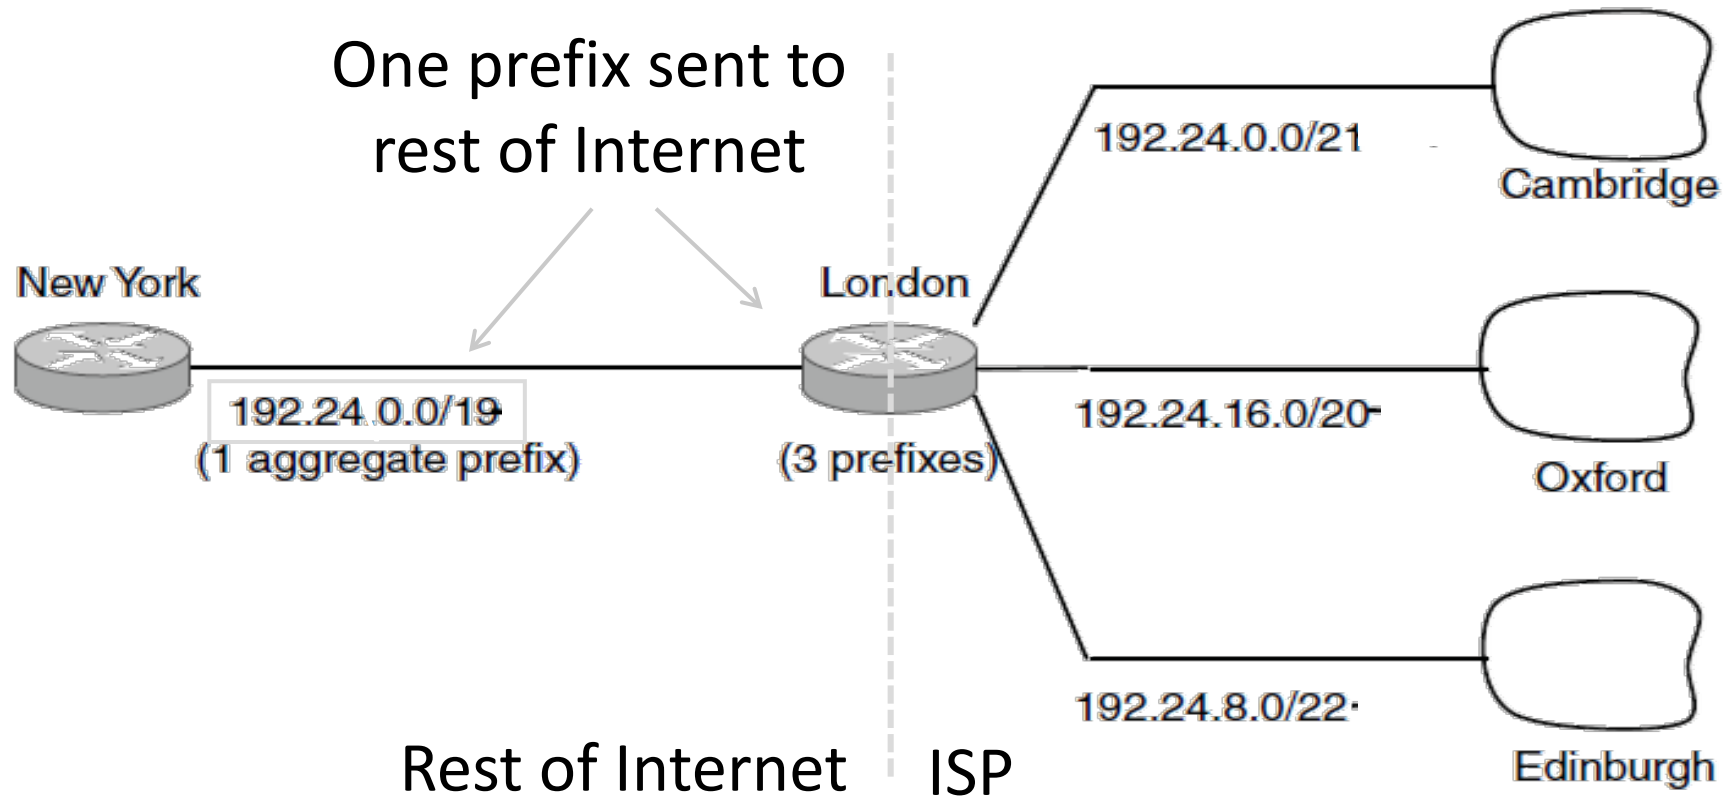 One prefix sent to
rest of Internet
192.24.0.0/21
Cambridge
New York
London
192.24.0.0/19
(1 aggregate prefix)
(3 prefixes)
192.24.16.0/20
Oxford
192.24.8.0/22
Edinburgh
Rest of Internet
ISP